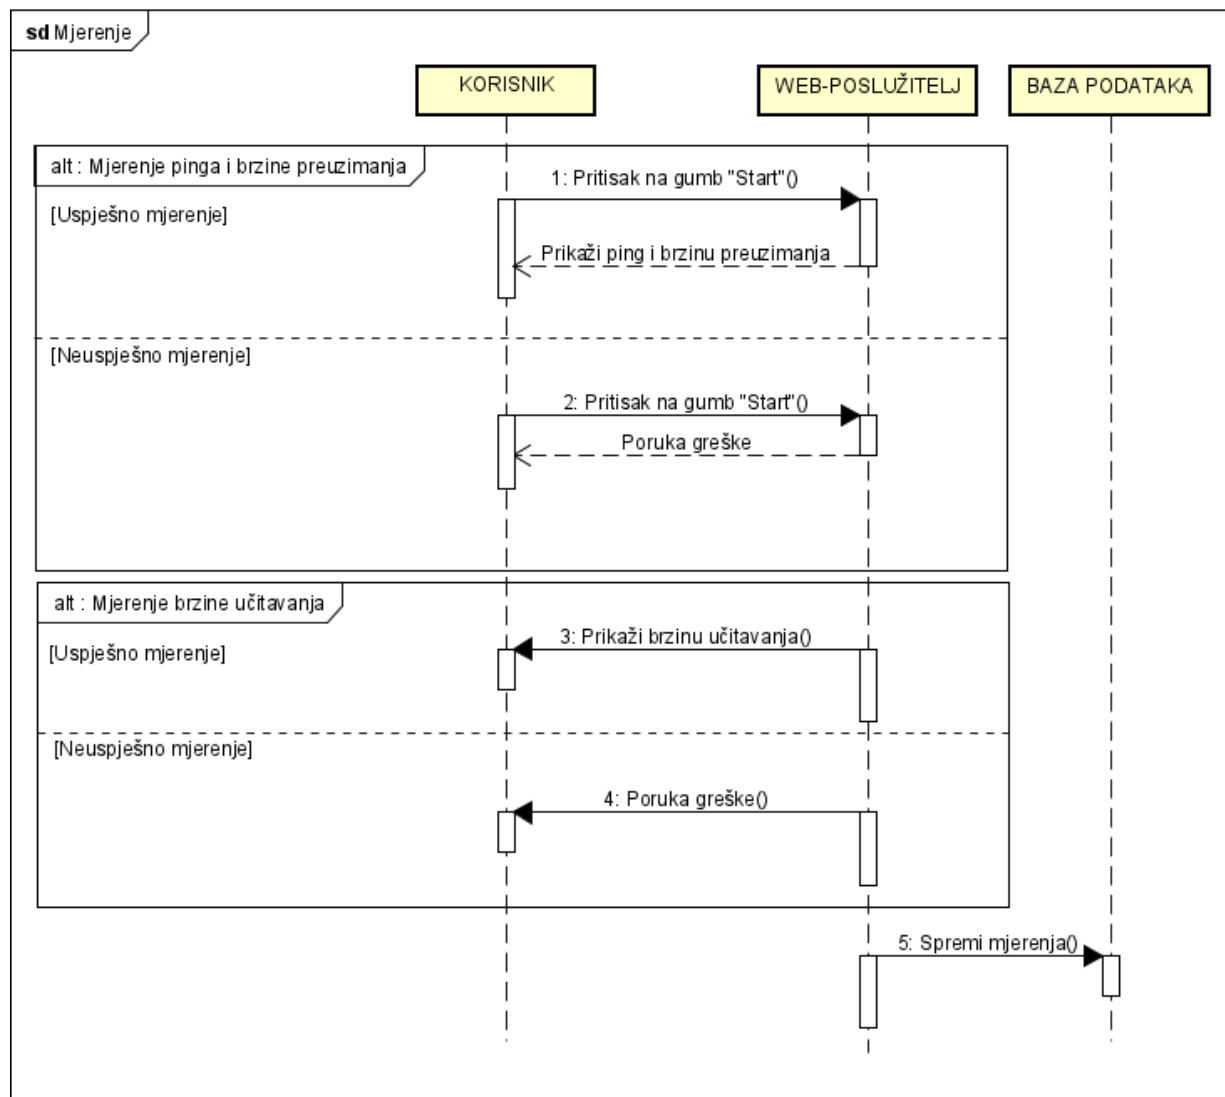 sd Mjerenje
KORISNIK
WEB-POSLUŽITELJ
BAZA PODATAKA
alt : Mjerenje pinga i brzine preuzimanja
1: Pritisak na gumb "Start"()
[Uspješno mjerenje]
Prikaži ping i brzinu preuzimanja
[Neuspješno mjerenje]
2: Pritisak na gumb "Start"()
Poruka greške
alt : Mjerenje brzine učitavanja
3: Prikaži brzinu učitavanja()
[Uspješno mjerenje]
[Neuspješno mjerenje]
4: Poruka greške()
5: Spremi mjerenja()